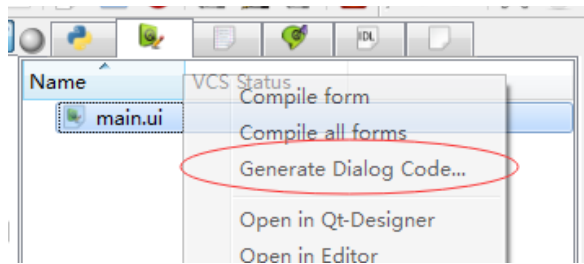 IDL
Name VCS Status
main.ui
Compile form
Compile all forms
Generate Dialog Code...
Open in Qt-Designer
Open in Editor